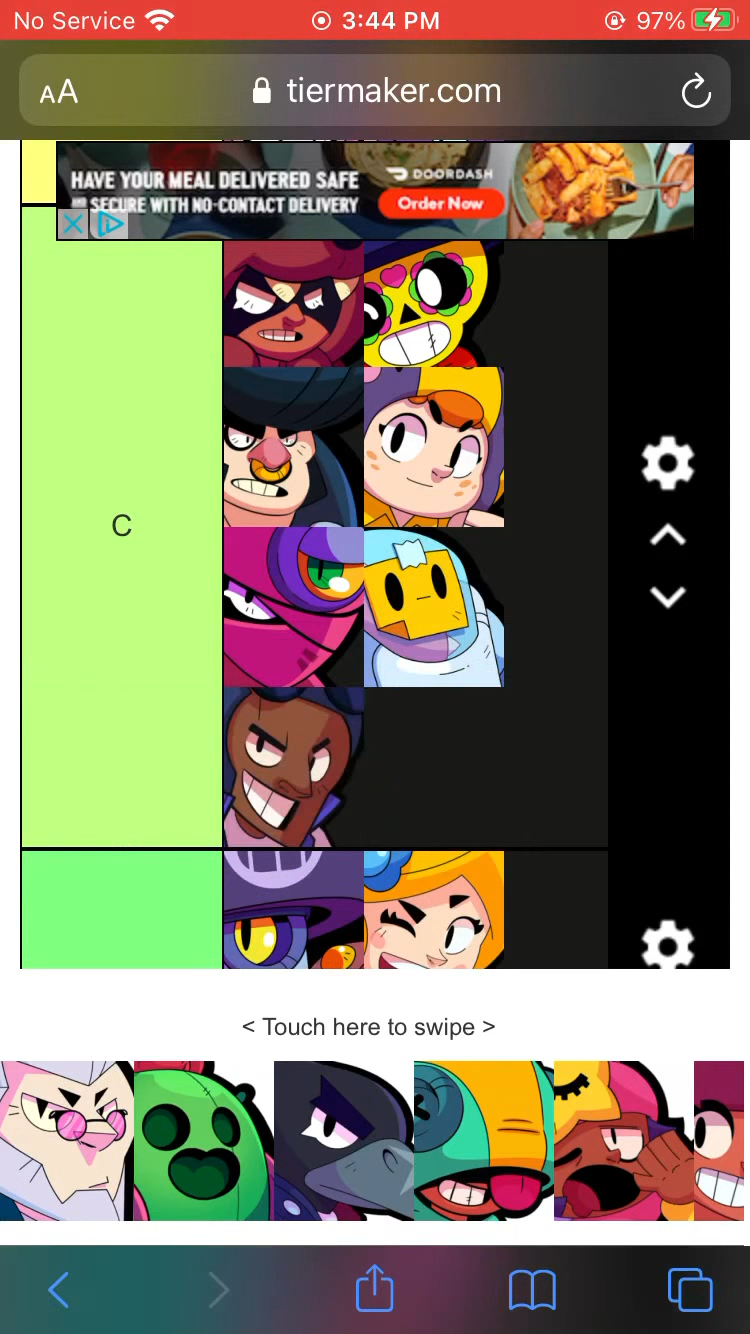 No Service 3:44 PM 97%
AA tiermaker.com
HAVE YOUR MEAL DELIVERED SAFE
AND SECURE WITH NO-CONTACT DELIVERY
DOORDASH
Order Now
C
< Touch here to swipe >